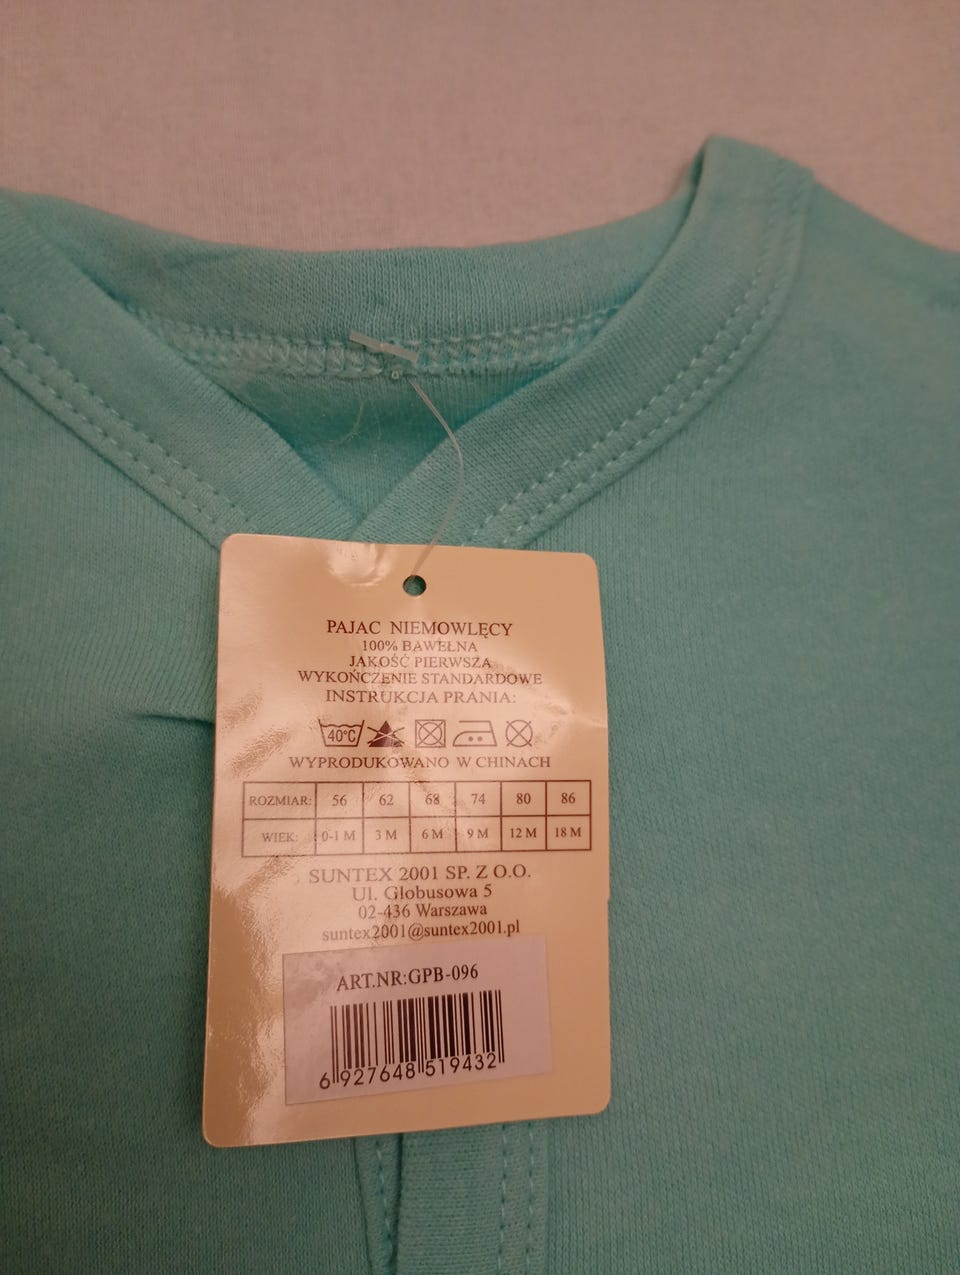 PAJAC NIEMOWLĘCY
100% BAWEŁNA
JAKOŚĆ PIERWSZA
WYKOŃCZENIE STANDARDOWE
INSTRUKCJA PRANIA:
40°C
WYPRODUKOWANO W CHINACH
ROZMIAR: 56 62 68 74 80 86
WIEK: 0-1 M 3 M 6 M 9 M 12 M 18 M
SUNTEX 2001 SP. Z O.O.
Ul. Globusowa 5
02-436 Warszawa
suntex2001@suntex2001.pl
ART.NR:GPB-096
6 927648 519432